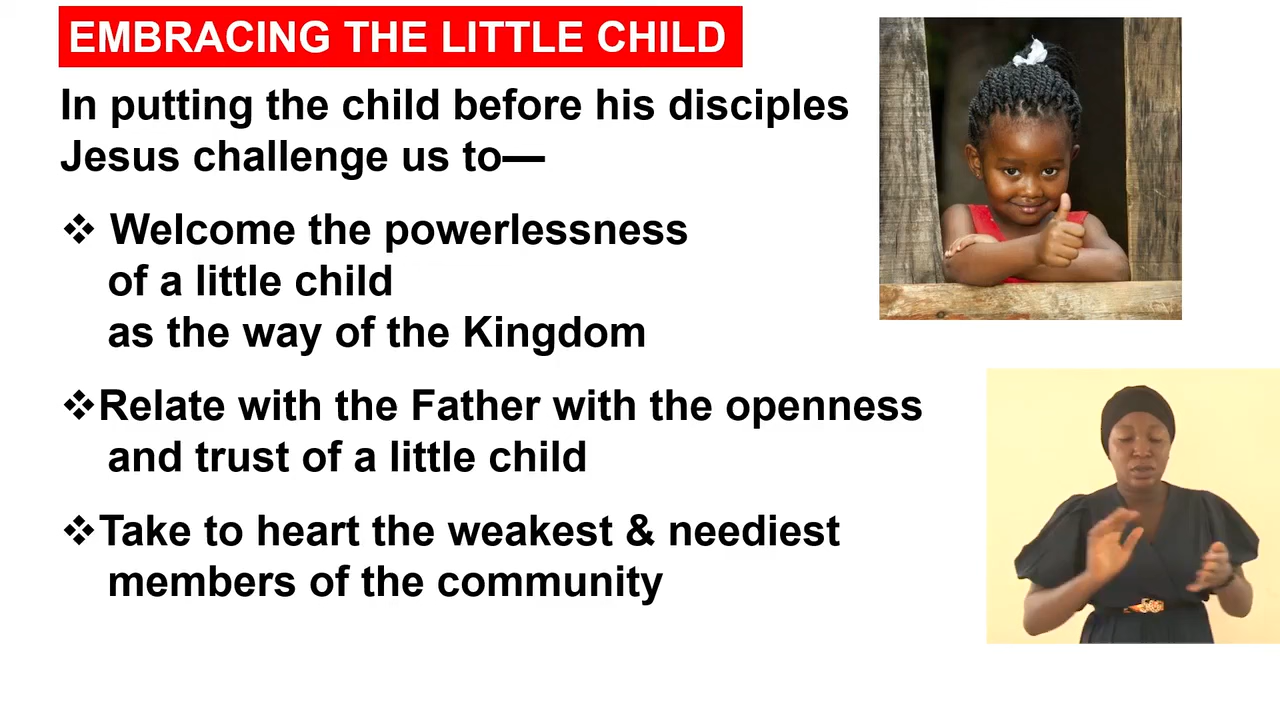 EMBRACING THE LITTLE CHILD
In putting the child before his disciples
Jesus challenge us to—
❖ Welcome the powerlessness
of a little child
as the way of the Kingdom
❖Relate with the Father with the openness
and trust of a little child
❖Take to heart the weakest & neediest
members of the community